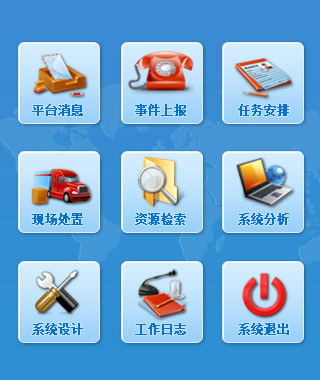 平台消息
事件上报
任务安排
现场处置
资源检索
系统分析
系统设计
工作日志
系统退出